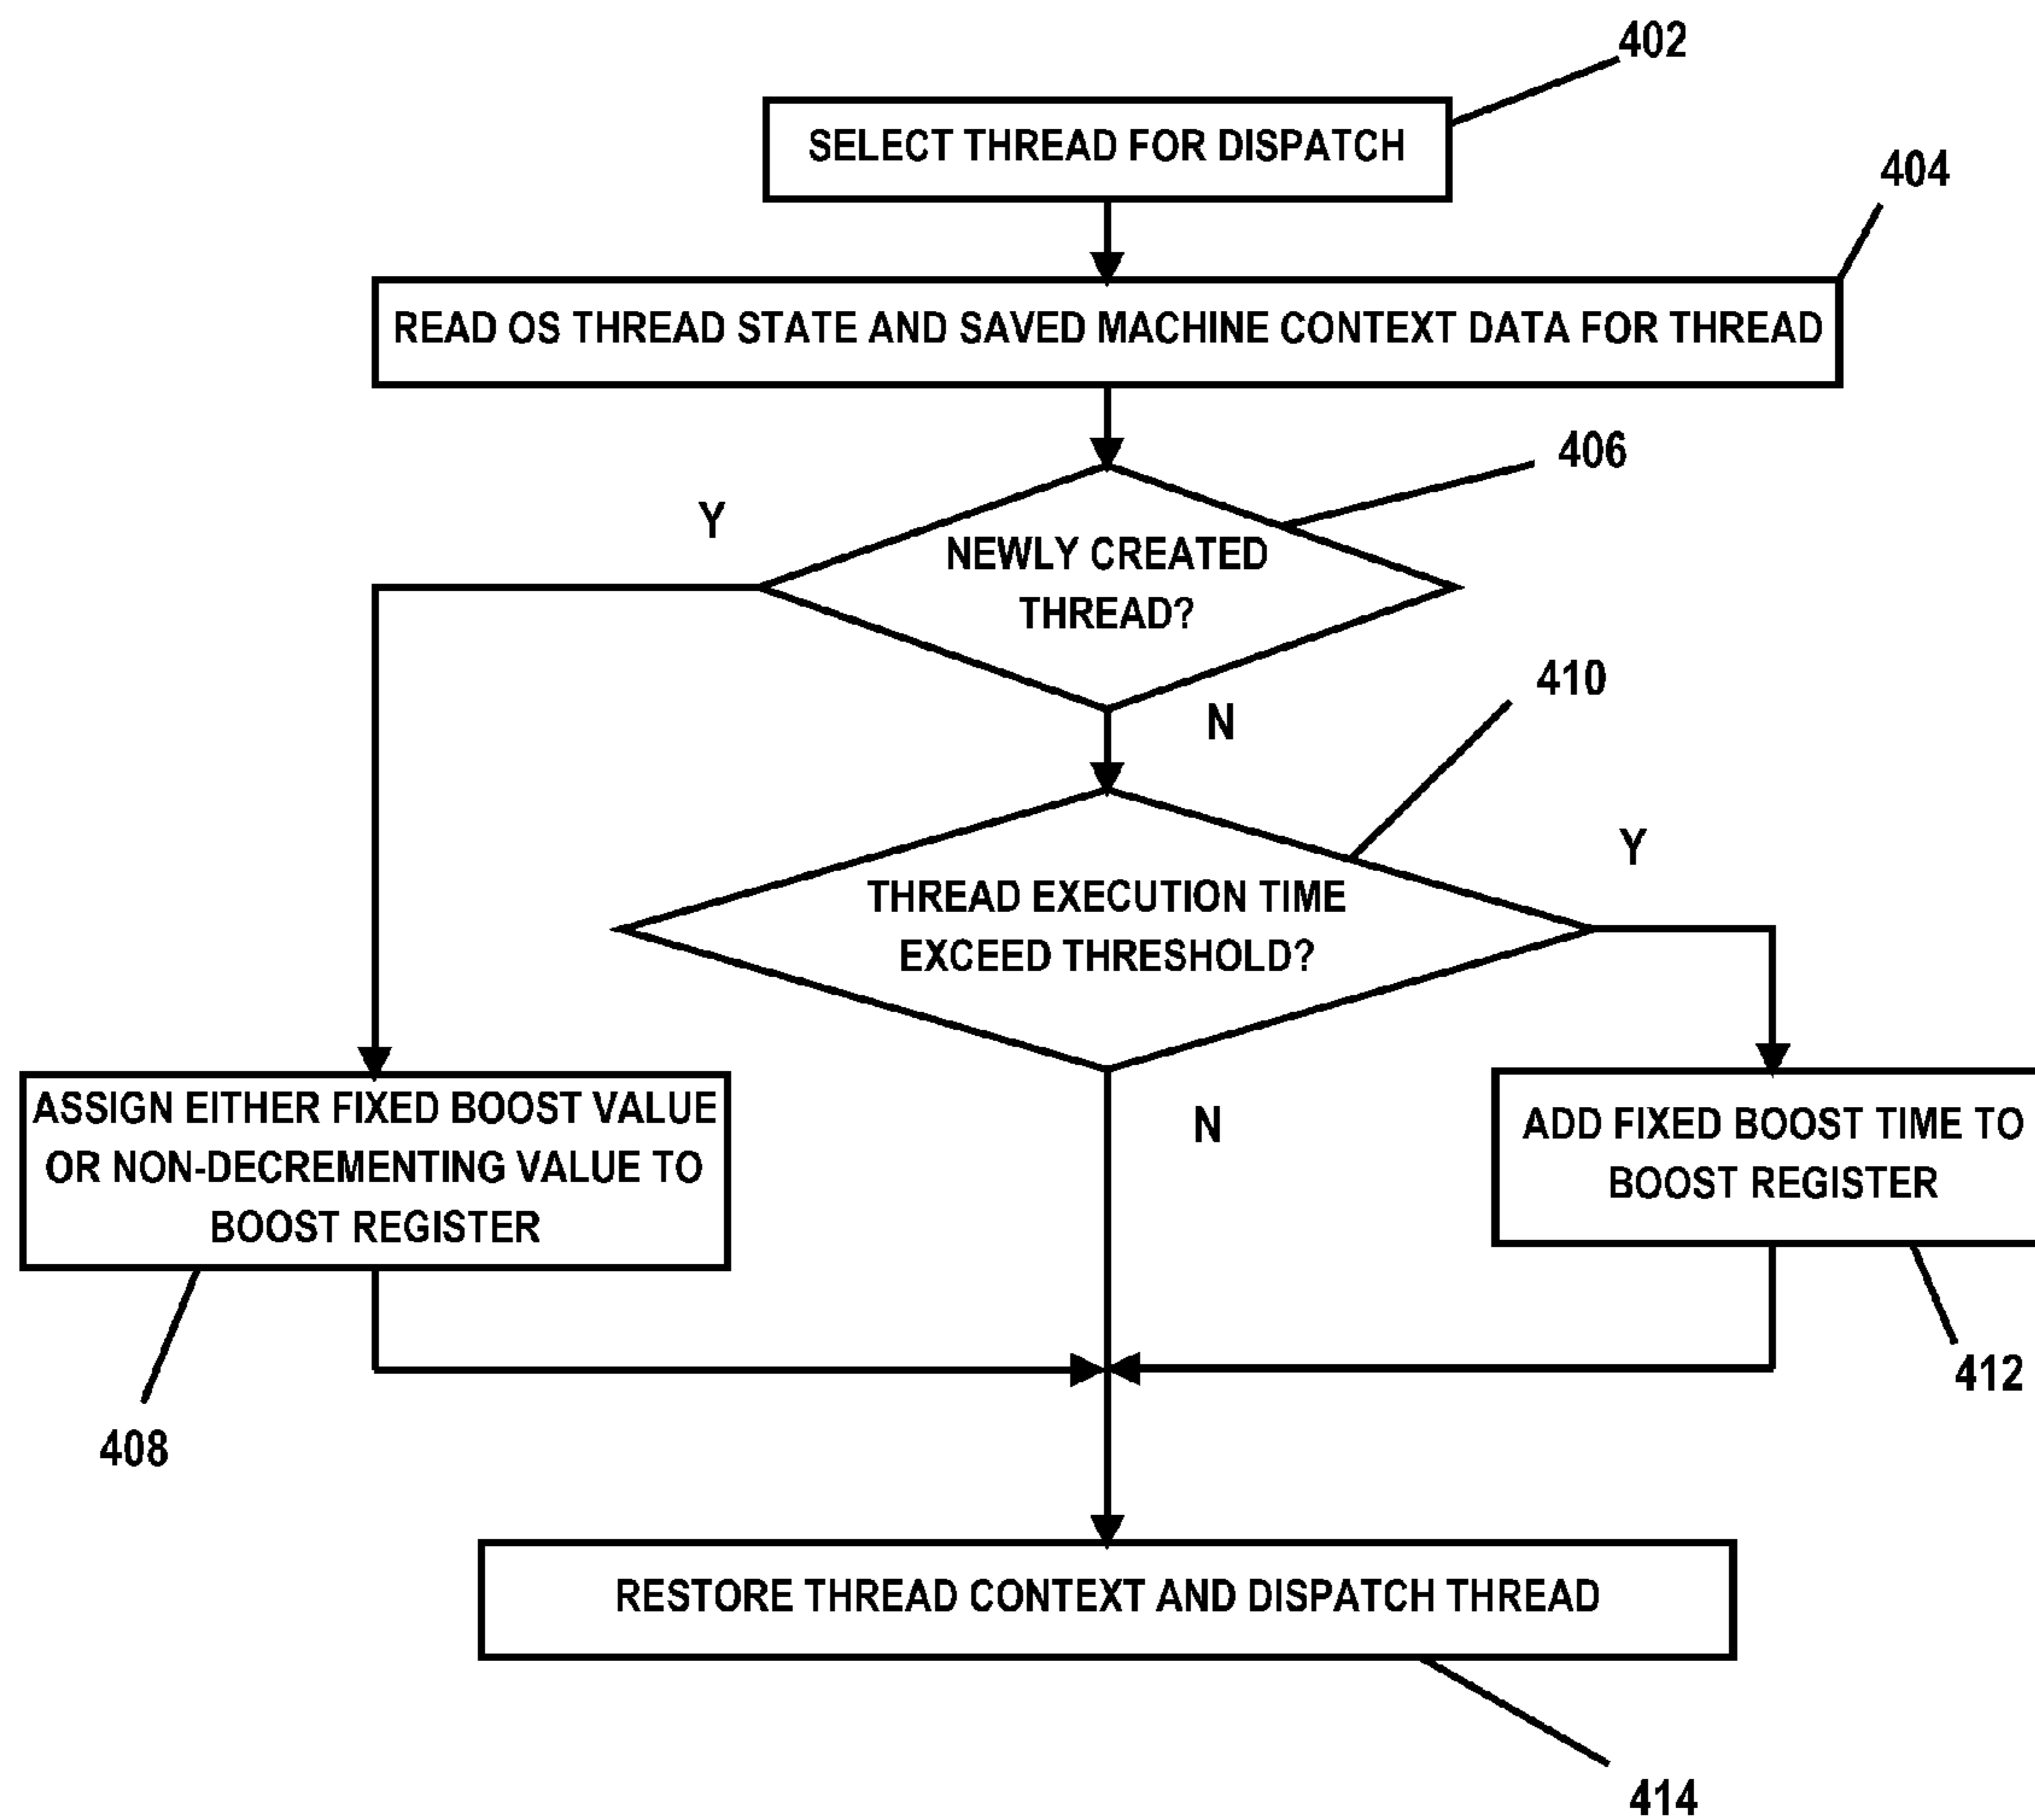 402
SELECT THREAD FOR DISPATCH
404
READ OS THREAD STATE AND SAVED MACHINE CONTEXT DATA FOR THREAD
406
Y
NEWLY CREATED
THREAD?
N
410
Y
THREAD EXECUTION TIME
EXCEED THRESHOLD?
N
ASSIGN EITHER FIXED BOOST VALUE
OR NON-DECREMENTING VALUE TO
BOOST REGISTER
ADD FIXED BOOST TIME TO
BOOST REGISTER
408
412
RESTORE THREAD CONTEXT AND DISPATCH THREAD
414